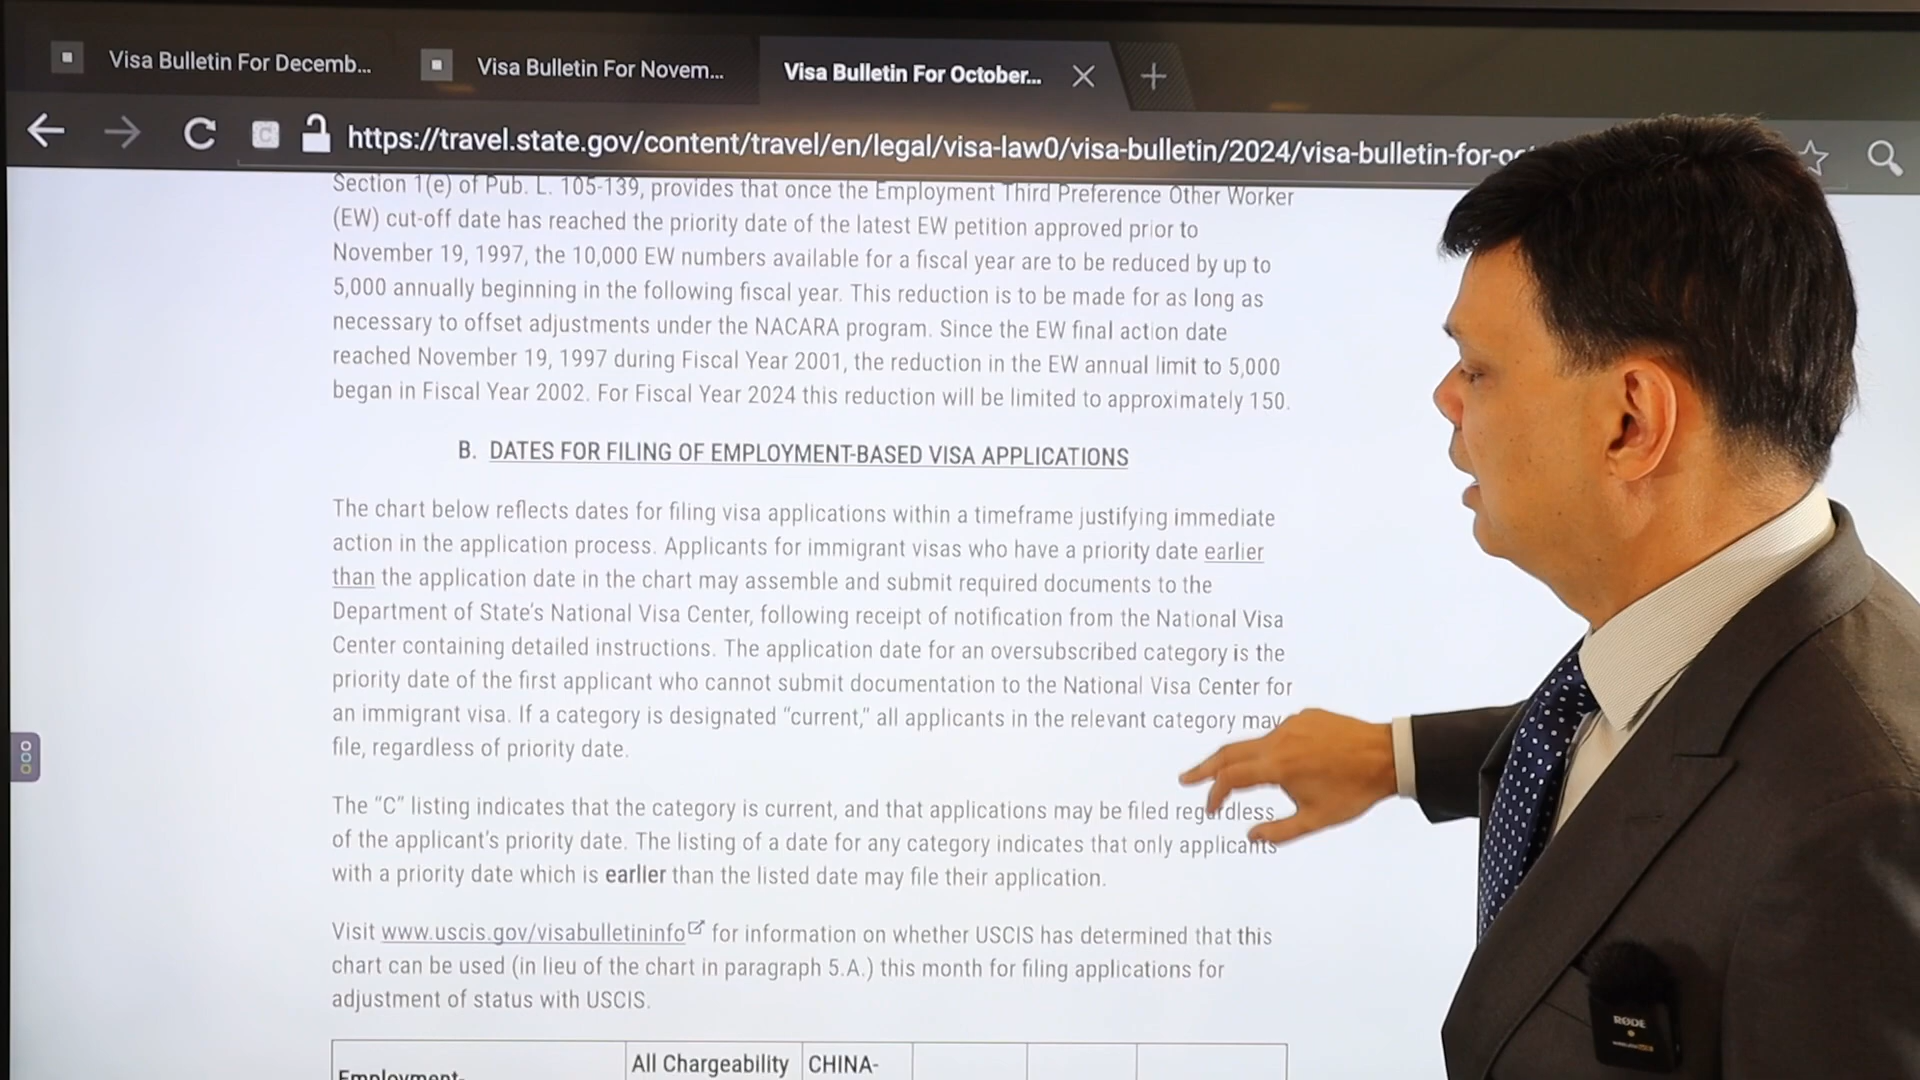 Visa Bulletin For Decemb...
Visa Bulletin For Novem...
Visa Bulletin For October...
https://travel.state.gov/content/travel/en/legal/visa-law0/visa-bulletin/2024/visa-bulletin-for-oc
Section 1(e) of Pub. L. 105-139, provides that once the Employment Third Preference Other Worker
(EW) cut-off date has reached the priority date of the latest EW petition approved prior to
November 19, 1997, the 10,000 EW numbers available for a fiscal year are to be reduced by up to
5,000 annually beginning in the following fiscal year. This reduction is to be made for as long as
necessary to offset adjustments under the NACARA program. Since the EW final action date
reached November 19, 1997 during Fiscal Year 2001, the reduction in the EW annual limit to 5,000
began in Fiscal Year 2002. For Fiscal Year 2024 this reduction will be limited to approximately 150.
B. DATES FOR FILING OF EMPLOYMENT-BASED VISA APPLICATIONS
The chart below reflects dates for filing visa applications within a timeframe justifying immediate
action in the application process. Applicants for immigrant visas who have a priority date earlier
than the application date in the chart may assemble and submit required documents to the
Department of State's National Visa Center, following receipt of notification from the National Visa
Center containing detailed instructions. The application date for an oversubscribed category is the
priority date of the first applicant who cannot submit documentation to the National Visa Center for
an immigrant visa. If a category is designated “current,” all applicants in the relevant category may
file, regardless of priority date.
The “C” listing indicates that the category is current, and that applications may be filed regardless
of the applicant's priority date. The listing of a date for any category indicates that only applicants
with a priority date which is earlier than the listed date may file their application.
Visit www.uscis.gov/visabulletininfo for information on whether USCIS has determined that this
chart can be used (in lieu of the chart in paragraph 5.A.) this month for filing applications for
adjustment of status with USCIS.
Employment-
All Chargeability
CHINA-
RØDE